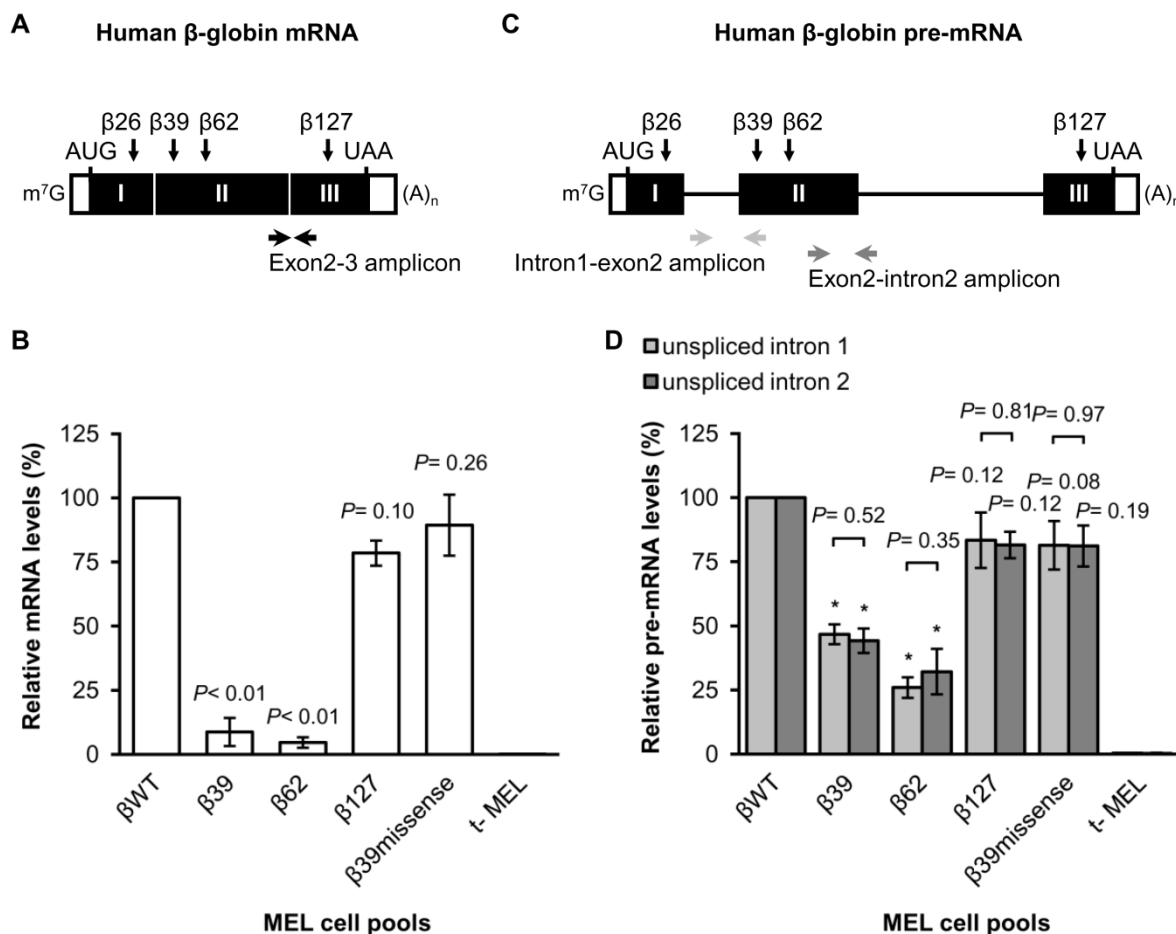 A
Human β-globin mRNA
β26 β39 β62 β127
AUG UAA
m⁷G I II III (A)n
Exon2-3 amplicon
C
Human β-globin pre-mRNA
β26 β39 β62 β127
AUG UAA
m⁷G I II III (A)n
Intron1-exon2 amplicon
Exon2-intron2 amplicon
B
Relative mRNA levels (%)
125
100
75
50
25
0
P< 0.01
P< 0.01
P= 0.10
P= 0.26
βWT
β39
β62
β127
β39missense
t- MEL
MEL cell pools
D
unspliced intron 1
unspliced intron 2
Relative pre-mRNA levels (%)
125
100
75
50
25
0
P= 0.52
* *
P= 0.35
* *
P= 0.81
P= 0.12
P= 0.12
P= 0.97
P= 0.08
P= 0.19
βWT
β39
β62
β127
β39missense
t- MEL
MEL cell pools